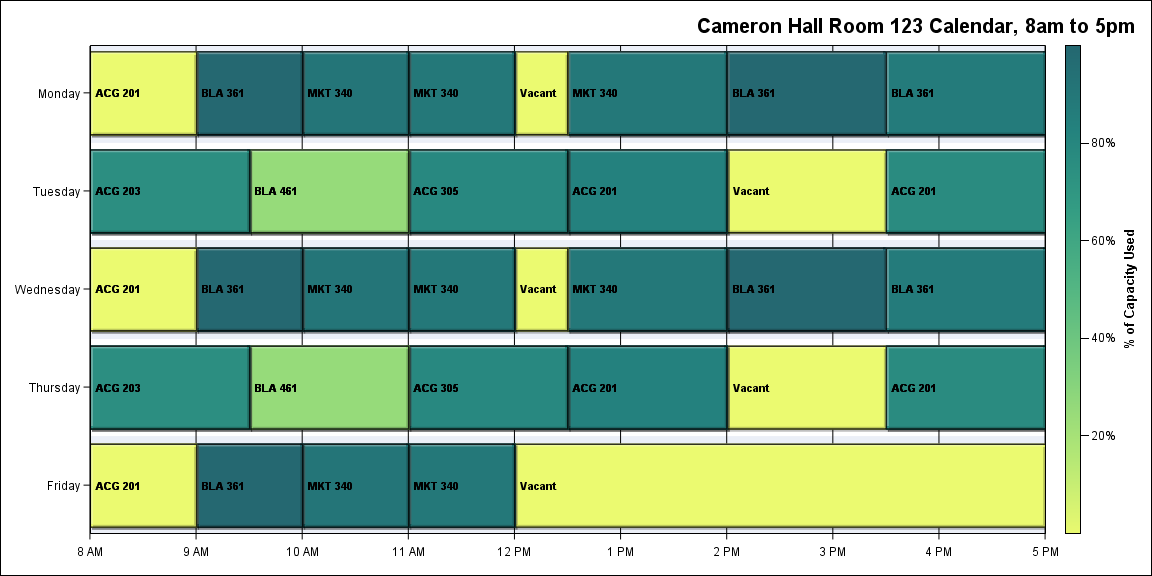 Cameron Hall Room 123 Calendar, 8am to 5pm
Monday
ACG 201
BLA 361
MKT 340
MKT 340
Vacant
MKT 340
BLA 361
BLA 361
Tuesday
ACG 203
BLA 461
ACG 305
ACG 201
Vacant
ACG 201
Wednesday
ACG 201
BLA 361
MKT 340
MKT 340
Vacant
MKT 340
BLA 361
BLA 361
Thursday
ACG 203
BLA 461
ACG 305
ACG 201
Vacant
ACG 201
Friday
ACG 201
BLA 361
MKT 340
MKT 340
Vacant
8 AM
9 AM
10 AM
11 AM
12 PM
1 PM
2 PM
3 PM
4 PM
5 PM
80%
60%
40%
20%
% of Capacity Used